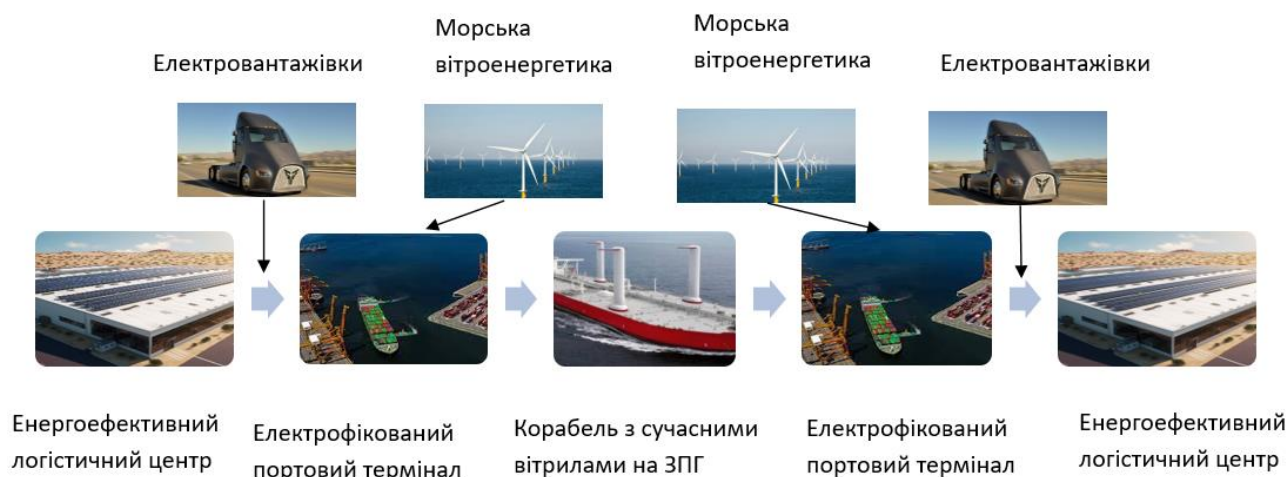 Електровантажівки
Морська
вітроенергетика
Морська
вітроенергетика
Електровантажівки
Енергоефективний
логістичний центр
Електрофікований
портовий термінал
Корабель з сучасними
вітрилами на ЗПГ
Електрофікований
портовий термінал
Енергоефективний
логістичний центр